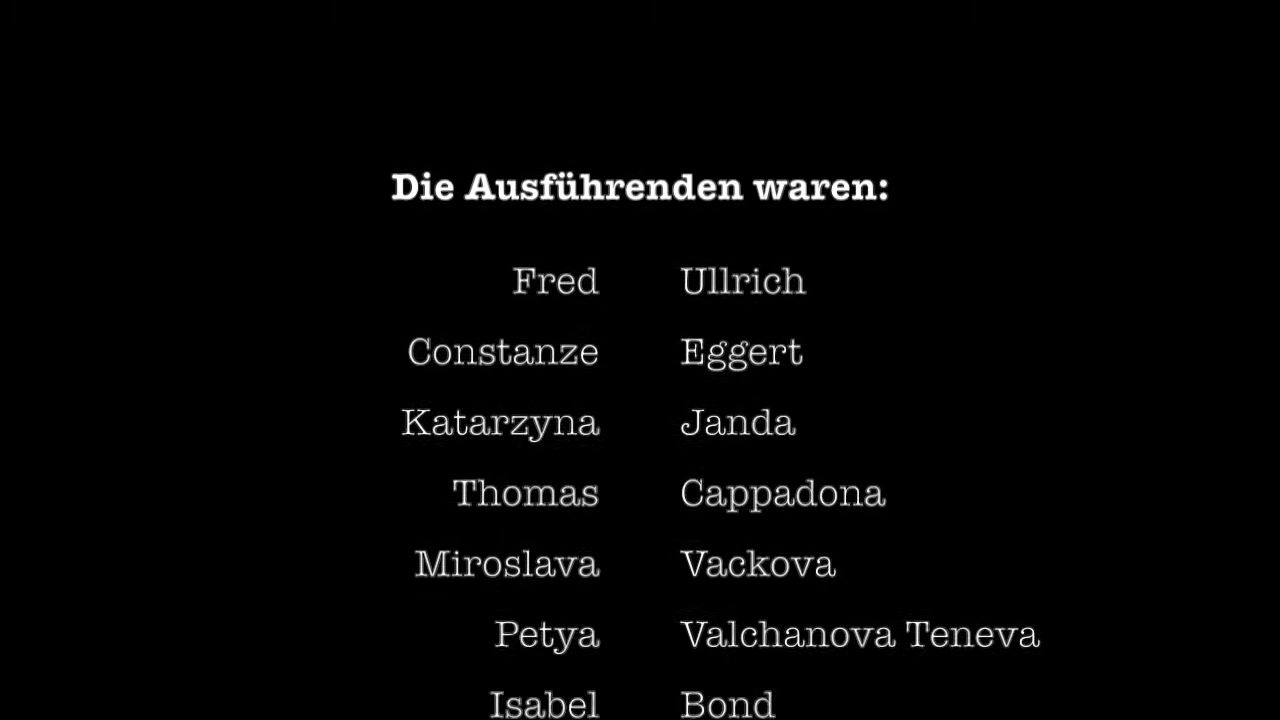 Die Ausführenden waren:
Fred Ullrich
Constanze Eggert
Katarzyna Janda
Thomas Cappadona
Miroslava Vackova
Petya Valchanova Teneva
Isabel Bond